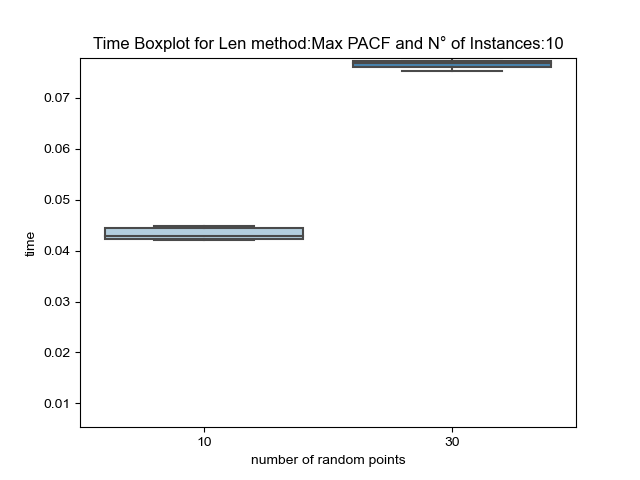 Time Boxplot for Len method:Max PACF and N° of Instances:10
0.07
0.06
0.05
0.04
0.03
0.02
0.01
time
10 30
number of random points